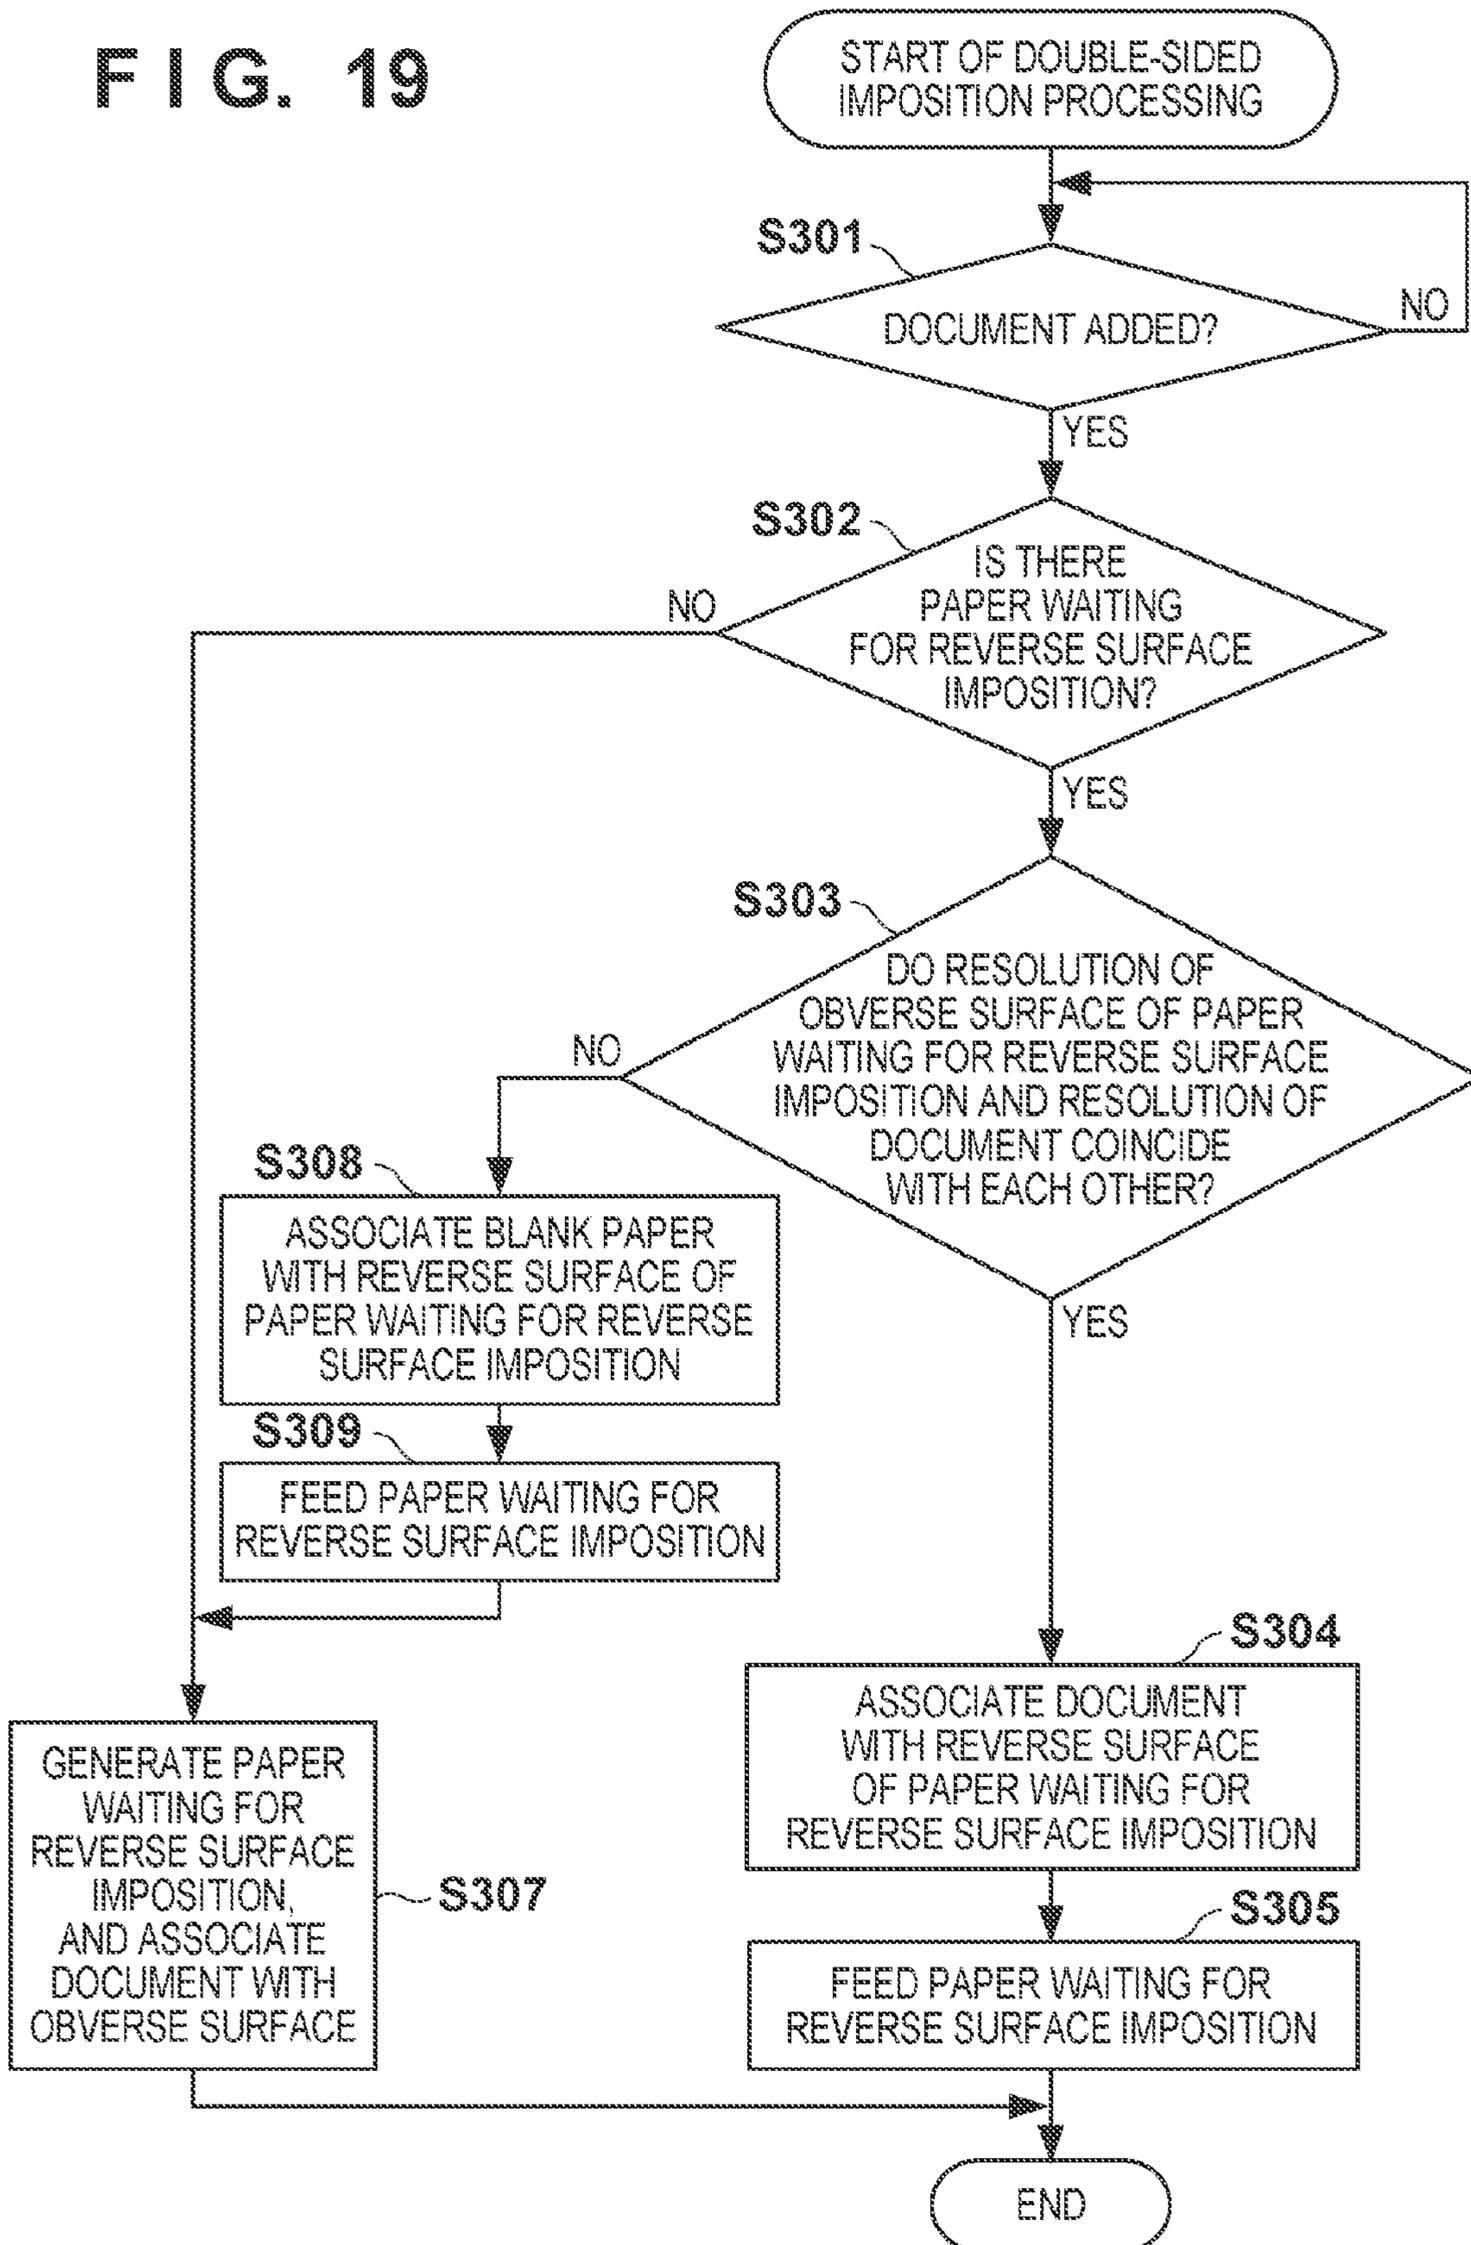 FIG. 19
START OF DOUBLE-SIDED
IMPOSITION PROCESSING
S301
DOCUMENT ADDED?
NO
YES
S302
IS THERE
PAPER WAITING
FOR REVERSE SURFACE
IMPOSITION?
NO
YES
S303
DO RESOLUTION OF
OBVERSE SURFACE OF PAPER
WAITING FOR REVERSE SURFACE
IMPOSITION AND RESOLUTION OF
DOCUMENT COINCIDE
WITH EACH OTHER?
NO
YES
S308
ASSOCIATE BLANK PAPER
WITH REVERSE SURFACE OF
PAPER WAITING FOR REVERSE
SURFACE IMPOSITION
S309
FEED PAPER WAITING FOR
REVERSE SURFACE IMPOSITION
S304
ASSOCIATE DOCUMENT
WITH REVERSE SURFACE
OF PAPER WAITING FOR
REVERSE SURFACE IMPOSITION
GENERATE PAPER
WAITING FOR
REVERSE SURFACE
IMPOSITION,
AND ASSOCIATE
DOCUMENT WITH
OBVERSE SURFACE
S307
S305
FEED PAPER WAITING FOR
REVERSE SURFACE IMPOSITION
END